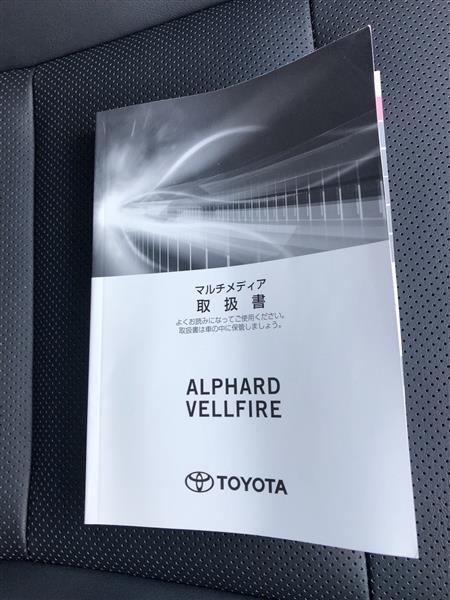 マルチメディア
取扱書
よくお読みになってご使用ください。
取扱書は車の中に保管しましょう。
ALPHARD
VELLFIRE
TOYOTA